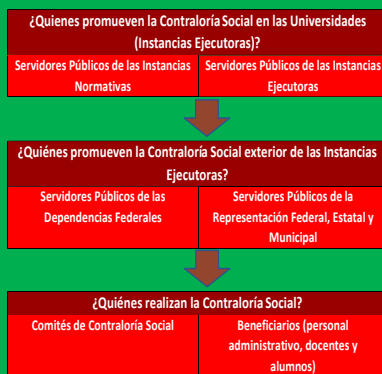 ¿Quienes promueven la Contraloría Social en las Universidades
(Instancias Ejecutoras)?
Servidores Públicos de las Instancias
Normativas
Servidores Públicos de las Instancias
Ejecutoras
¿Quiénes promueven la Contraloría Social exterior de las Instancias
Ejecutoras?
Servidores Públicos de las
Dependencias Federales
Servidores Públicos de la
Representación Federal, Estatal y
Municipal
¿Quiénes realizan la Contraloría Social?
Comités de Contraloría Social
Beneficiarios (personal
administrativo, docentes y
alumnos)